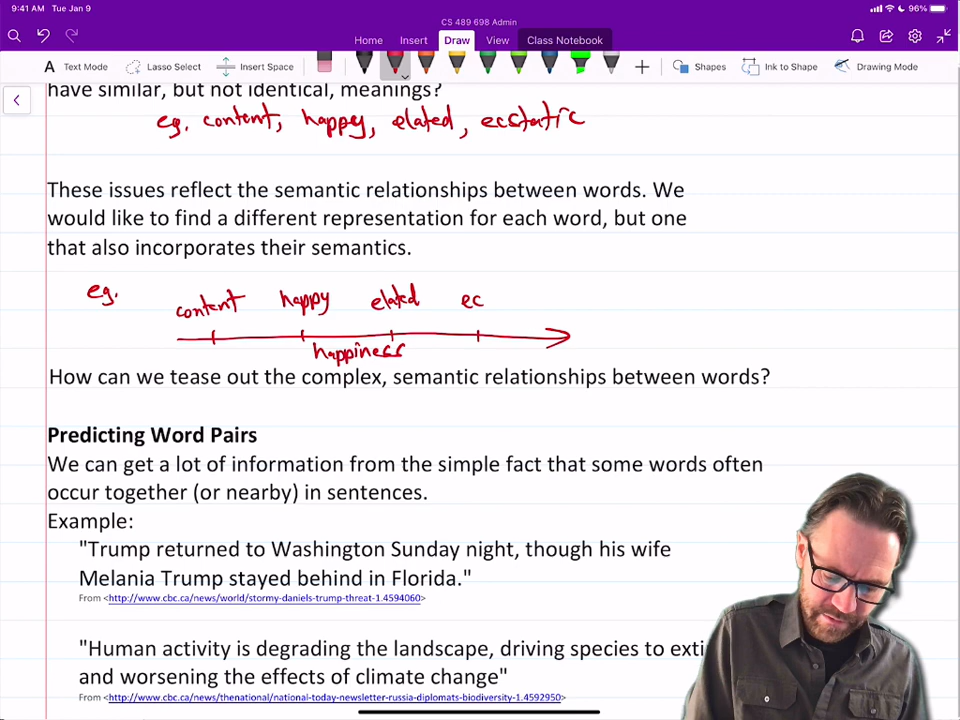 9:41 AM Tue Jan 9
96%
CS 489 698 Admin
Home Insert Draw View Class Notebook
A Text Mode Lasso Select Insert Space Shapes Ink to Shape Drawing Mode
have similar, but not identical, meanings?
eg. content, happy, elated, ecstatic
These issues reflect the semantic relationships between words. We
would like to find a different representation for each word, but one
that also incorporates their semantics.
eg. content happy elated ec
happiness
How can we tease out the complex, semantic relationships between words?
Predicting Word Pairs
We can get a lot of information from the simple fact that some words often
occur together (or nearby) in sentences.
Example:
"Trump returned to Washington Sunday night, though his wife
Melania Trump stayed behind in Florida."
From <http://www.cbc.ca/news/world/stormy-daniels-trump-threat-1.4594060>
"Human activity is degrading the landscape, driving species to exti
and worsening the effects of climate change"
From <http://www.cbc.ca/news/thenational/national-today-newsletter-russia-diplomats-biodiversity-1.4592950>